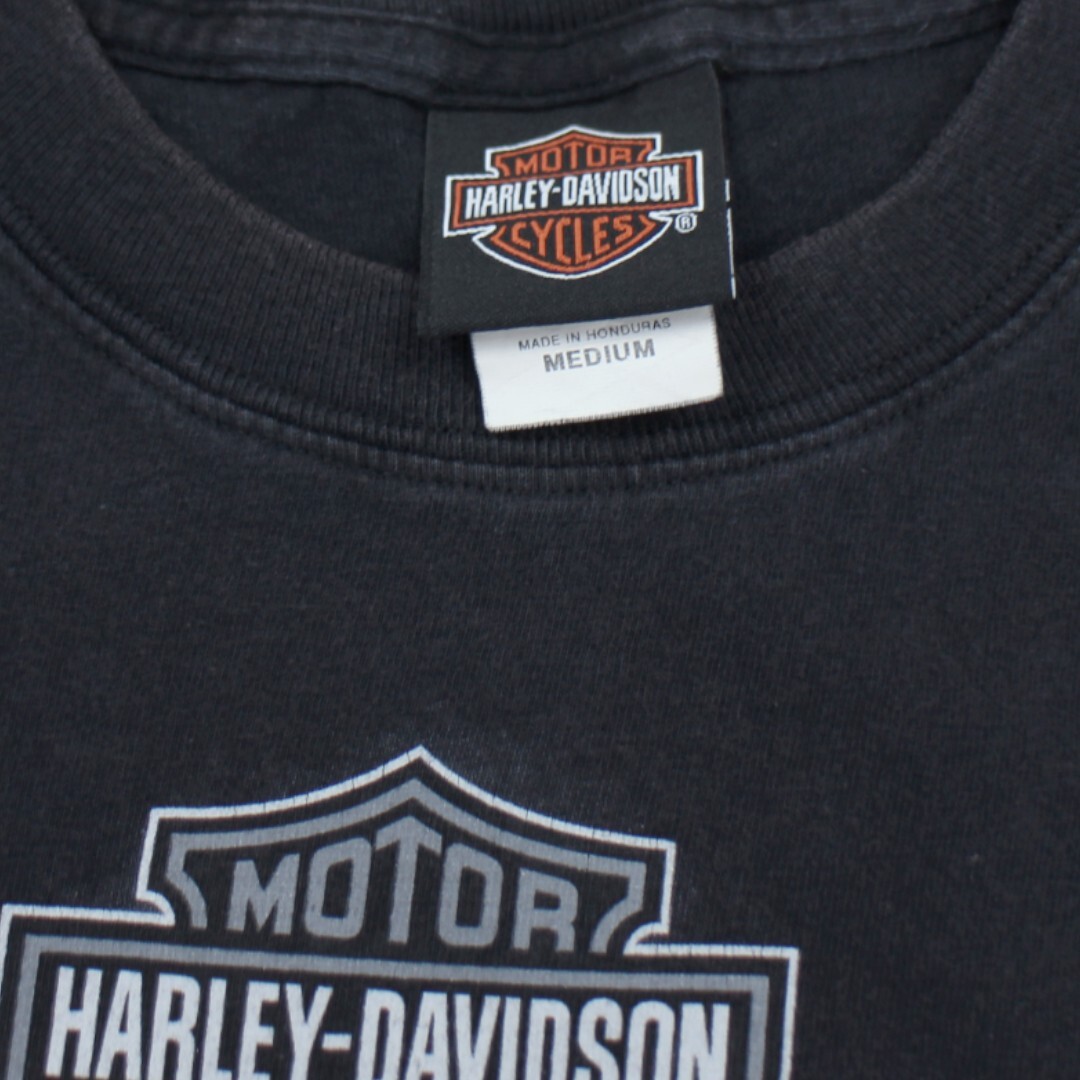 MOTOR
HARLEY-DAVIDSON
CYCLES
®
MADE IN HONDURAS
MEDIUM
MOTOR
HARLEY-DAVIDSON